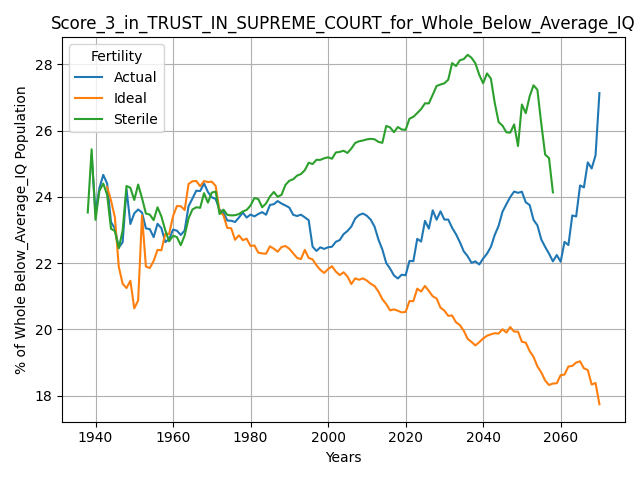 Score_3_in_TRUST_IN_SUPREME_COURT_for_Whole_Below_Average_IQ
Fertility
Actual
Ideal
Sterile
% of Whole Below_Average_IQ Population
28
26
24
22
20
18
1940
1960
1980
2000
2020
2040
2060
Years